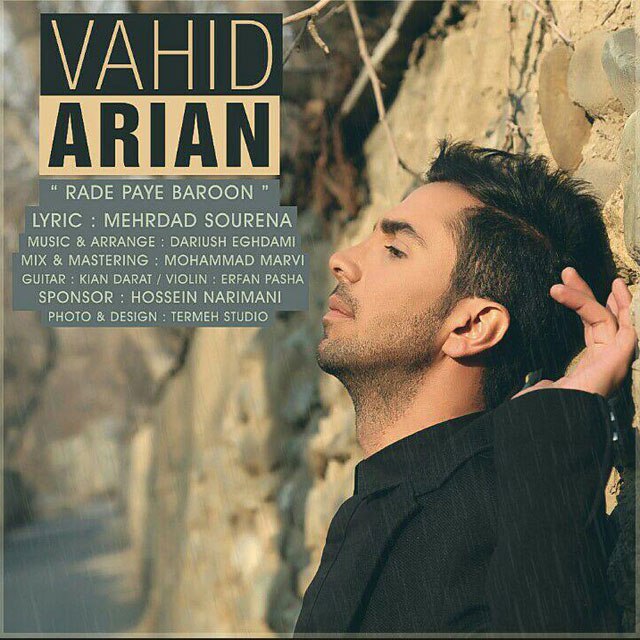 VAHID
ARIAN
“ RADE PAYE BAROON ”
LYRIC : MEHRDAD SOURENA
MUSIC & ARRANGE : DARIUSH EGHDAMI
MIX & MASTERING : MOHAMMAD MARVI
GUITAR : KIAN DARAT / VIOLIN : ERFAN PASHA
SPONSOR : HOSSEIN NARIMANI
PHOTO & DESIGN : TERMEH STUDIO